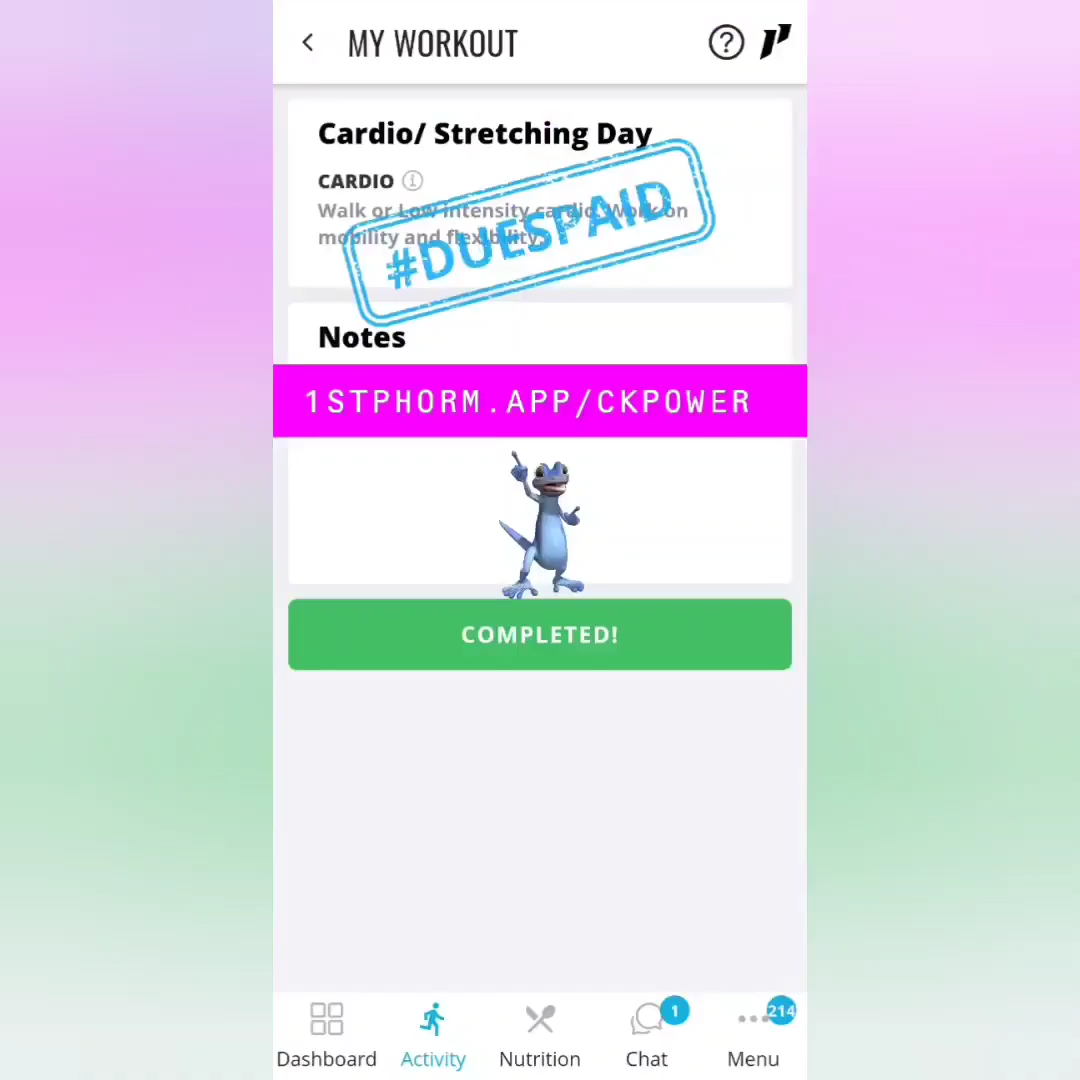 MY WORKOUT
Cardio/ Stretching Day
CARDIO
Walk or Low intensity cardio. Work on
mobility and flexibility.
#DUESPAID
Notes
1STPHORM.APP/CKPOWER
COMPLETED!
1
214
Dashboard
Activity
Nutrition
Chat
Menu